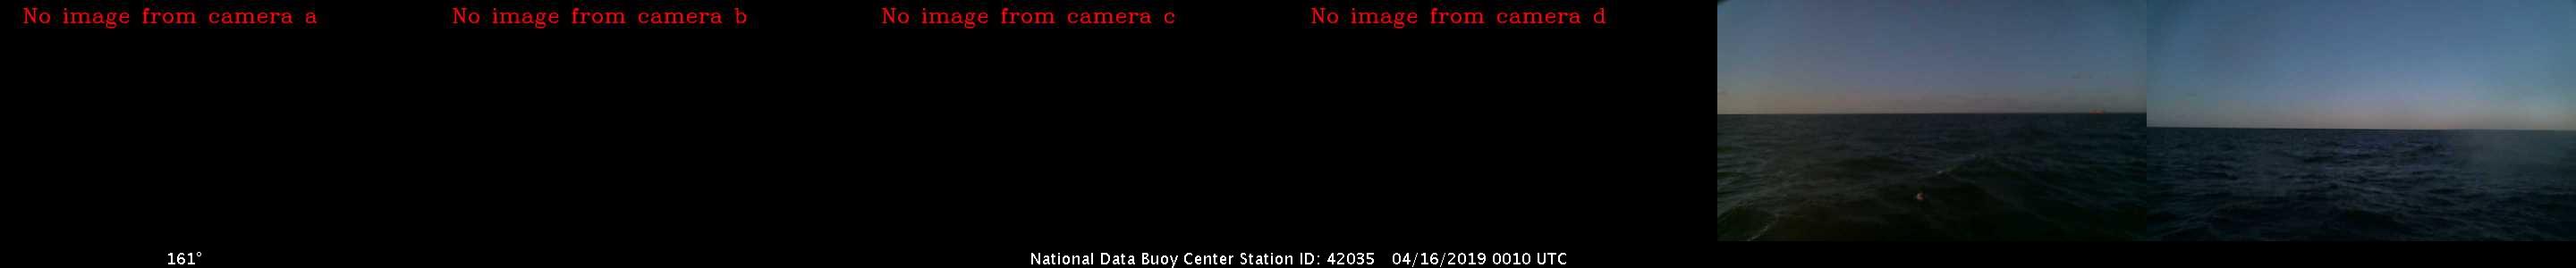 No image from camera a
No image from camera b
No image from camera c
No image from camera d
161°
National Data Buoy Center Station ID: 42035 04/16/2019 0010 UTC